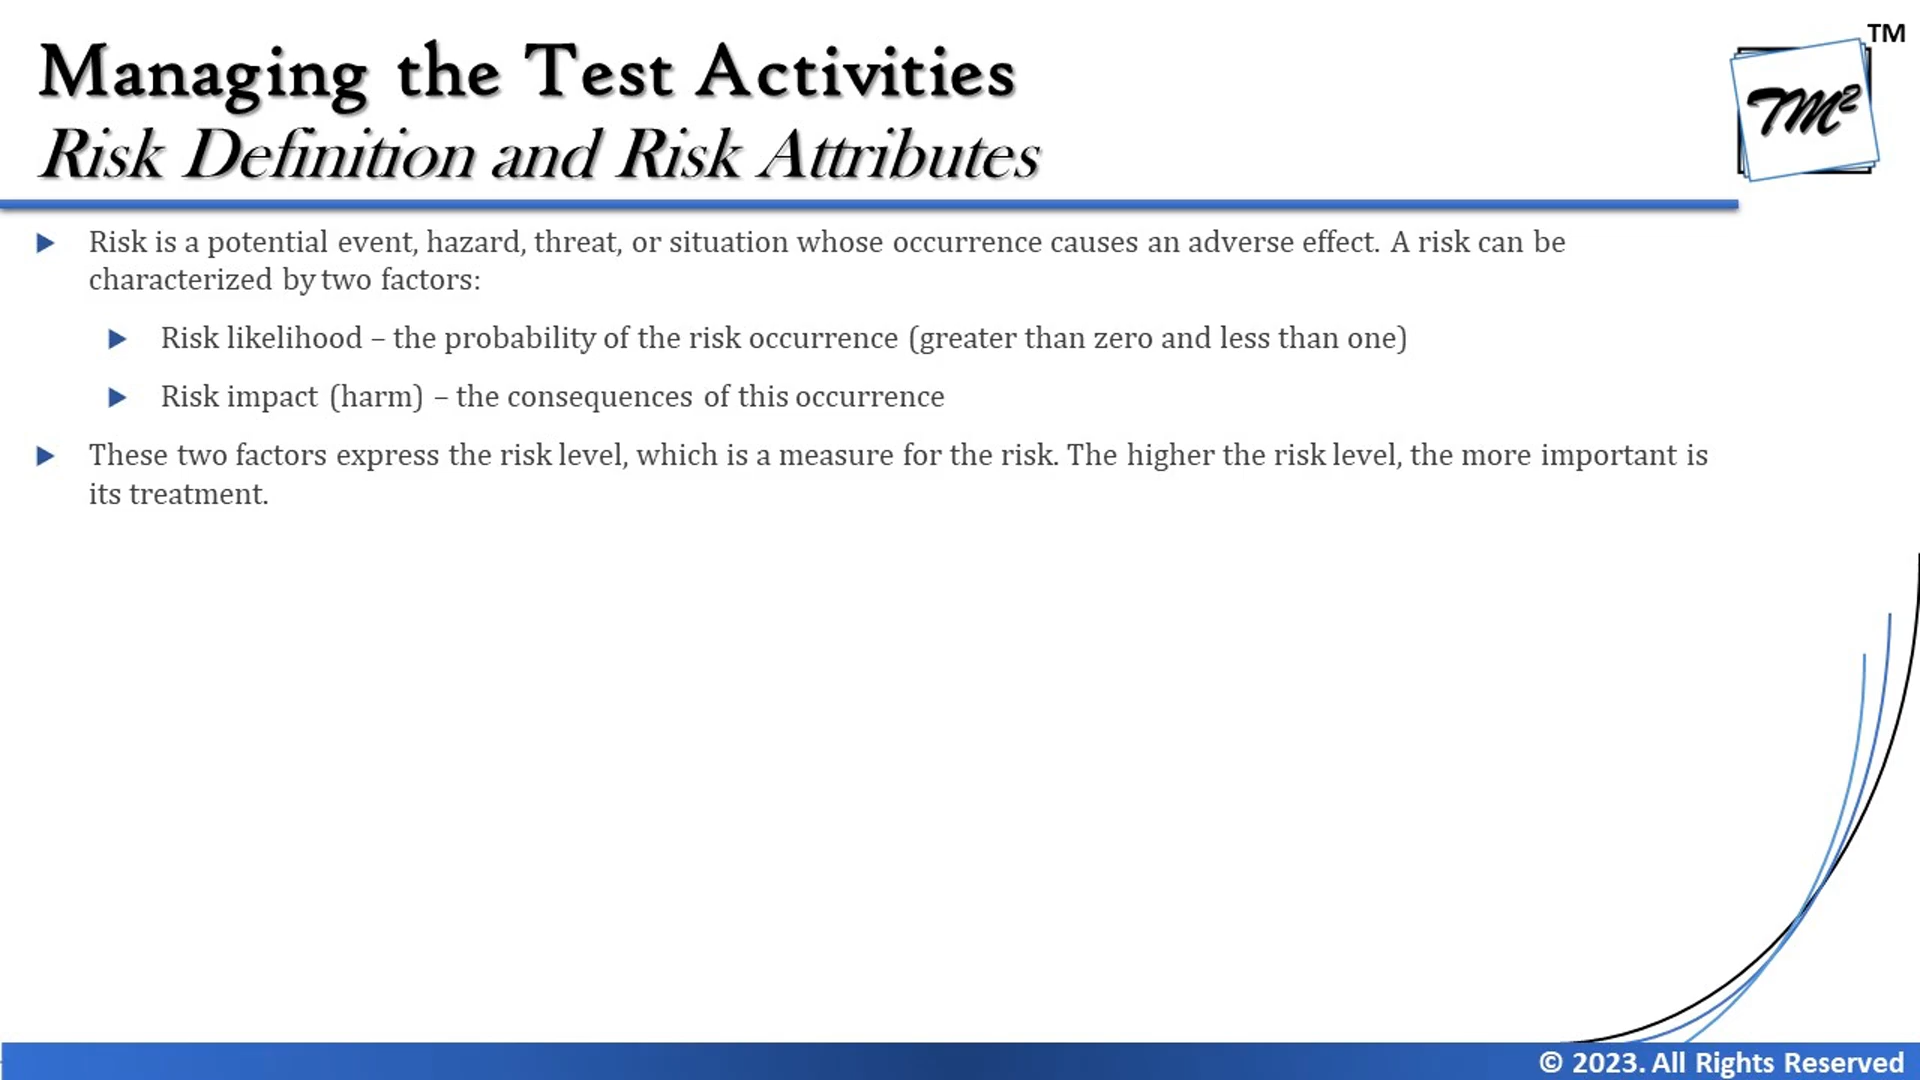 Managing the Test Activities
Risk Definition and Risk Attributes
TM
TM²
Risk is a potential event, hazard, threat, or situation whose occurrence causes an adverse effect. A risk can be
characterized by two factors:
Risk likelihood – the probability of the risk occurrence (greater than zero and less than one)
Risk impact (harm) – the consequences of this occurrence
These two factors express the risk level, which is a measure for the risk. The higher the risk level, the more important is
its treatment.
© 2023. All Rights Reserved